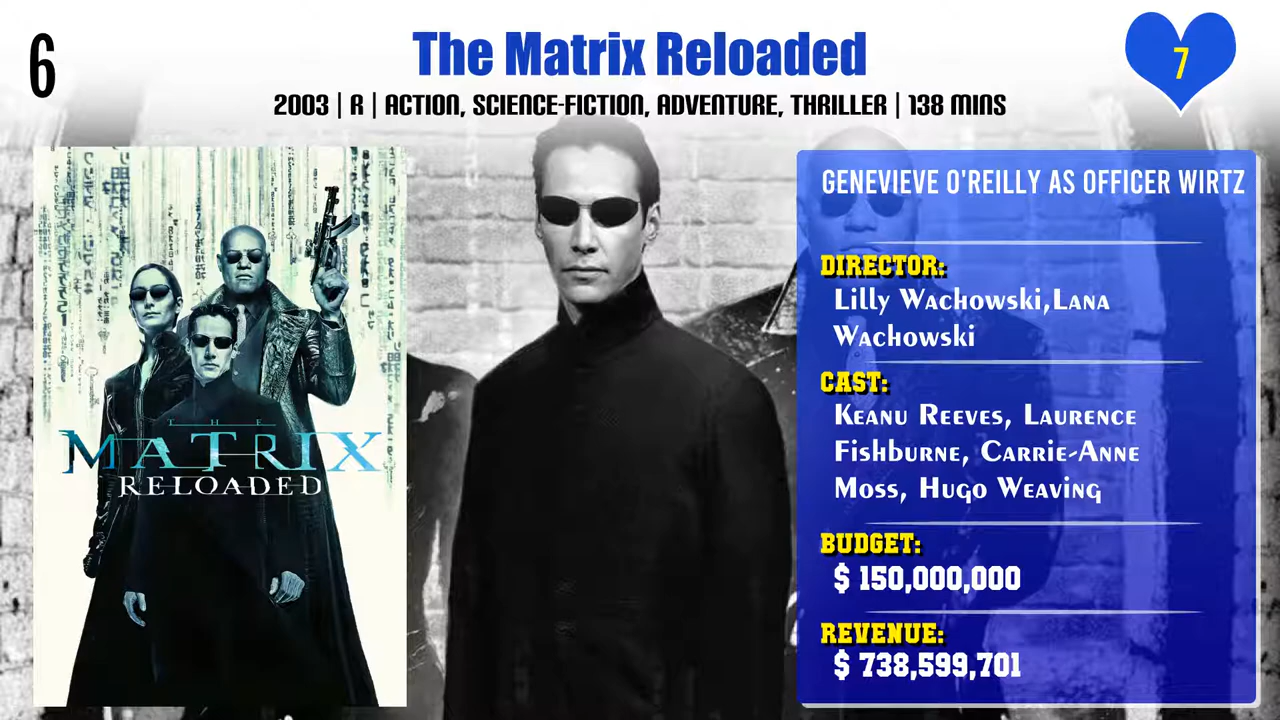 6
The Matrix Reloaded
7
2003 | R | ACTION, SCIENCE-FICTION, ADVENTURE, THRILLER | 138 MINS
THE
MATRIX
RELOADED
GENEVIEVE O'REILLY AS OFFICER WIRTZ
DIRECTOR:
Lilly Wachowski,Lana
Wachowski
CAST:
Keanu Reeves, Laurence
Fishburne, Carrie-Anne
Moss, Hugo Weaving
BUDGET:
$ 150,000,000
REVENUE:
$ 738,599,701